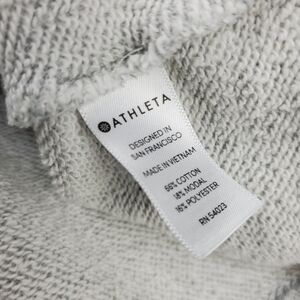 ATHLETA
DESIGNED IN
SAN FRANCISCO
MADE IN VIETNAM
66% COTTON
18% MODAL
16% POLYESTER
RN 54023